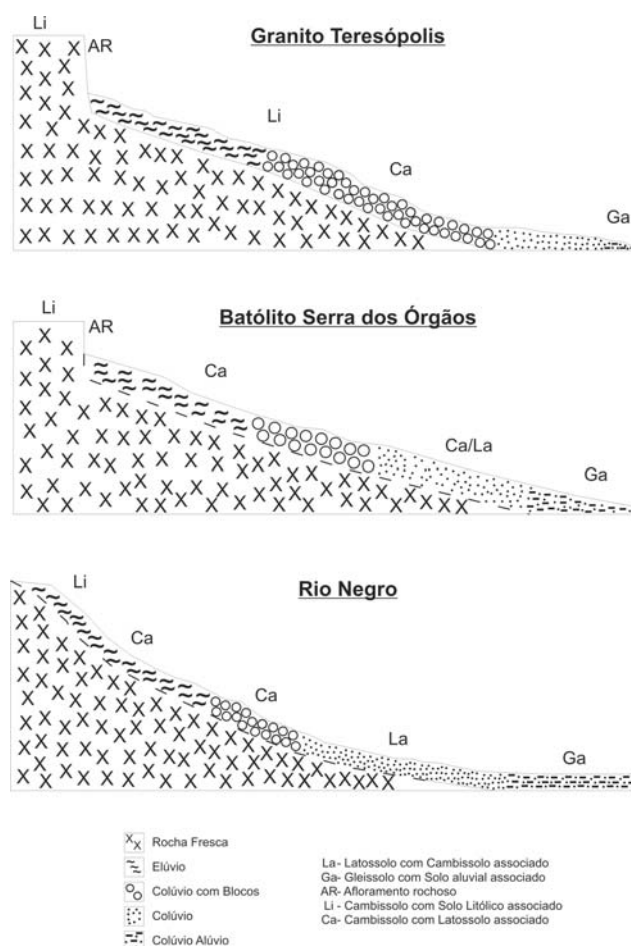 Granito Teresópolis
Li
AR
Li
Ca
Ga
Batólito Serra dos Órgãos
Li
AR
Ca
Ca/La
Ga
Rio Negro
Li
Ca
Ca
La
Ga
Rocha Fresca
Elúvio
Colúvio com Blocos
Colúvio
Colúvio Alúvio
La- Latossolo com Cambissolo associado
Ga- Gleissolo com Solo aluvial associado
AR- Afloramento rochoso
Li - Cambissolo com Solo Litólico associado
Ca- Cambissolo com Latossolo associado